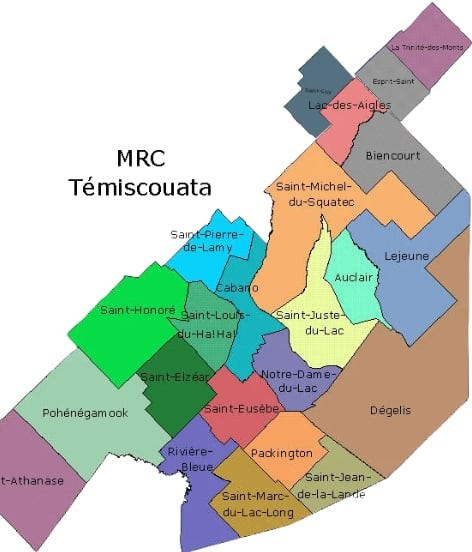 La Trinité-des-Monts
Esprit-Saint
Lac-des-Aigles
Biencourt
MRC
Témiscouata
Saint-Michel-
du-Squatec
Saint-Pierre-
de-Lamy
Lejeune
Auclair
Cabano
Saint-Honoré
Saint-Louis-
du-Ha!Ha!
Saint-Juste-
du-Lac
Saint-Elzéar
Notre-Dame-
du-Lac
Pohénégamook
Saint-Eusèbe
Dégelis
Rivière-
Bleue
Packington
t-Athanase
Saint-Jean-
de-la-Lande
Saint-Marc-
du-Lac-Long